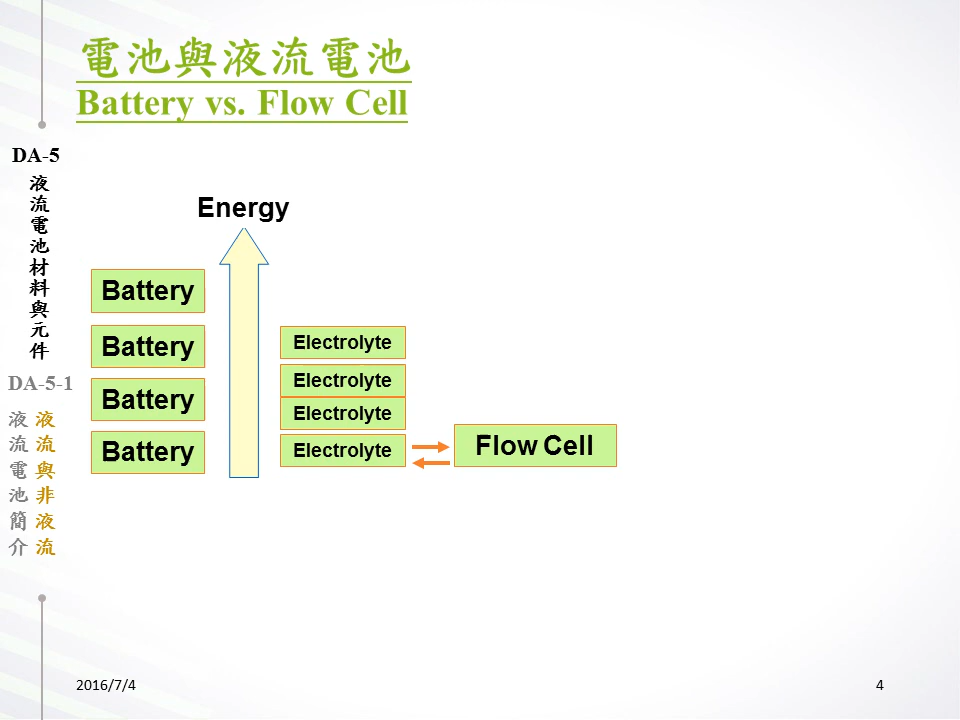 電池與液流電池
Battery vs. Flow Cell
DA-5
液流電池材料與元件
DA-5-1
液流電池簡介
液流與非液流
Energy
Battery
Battery
Battery
Battery
Electrolyte
Electrolyte
Electrolyte
Electrolyte
Flow Cell
2016/7/4
4